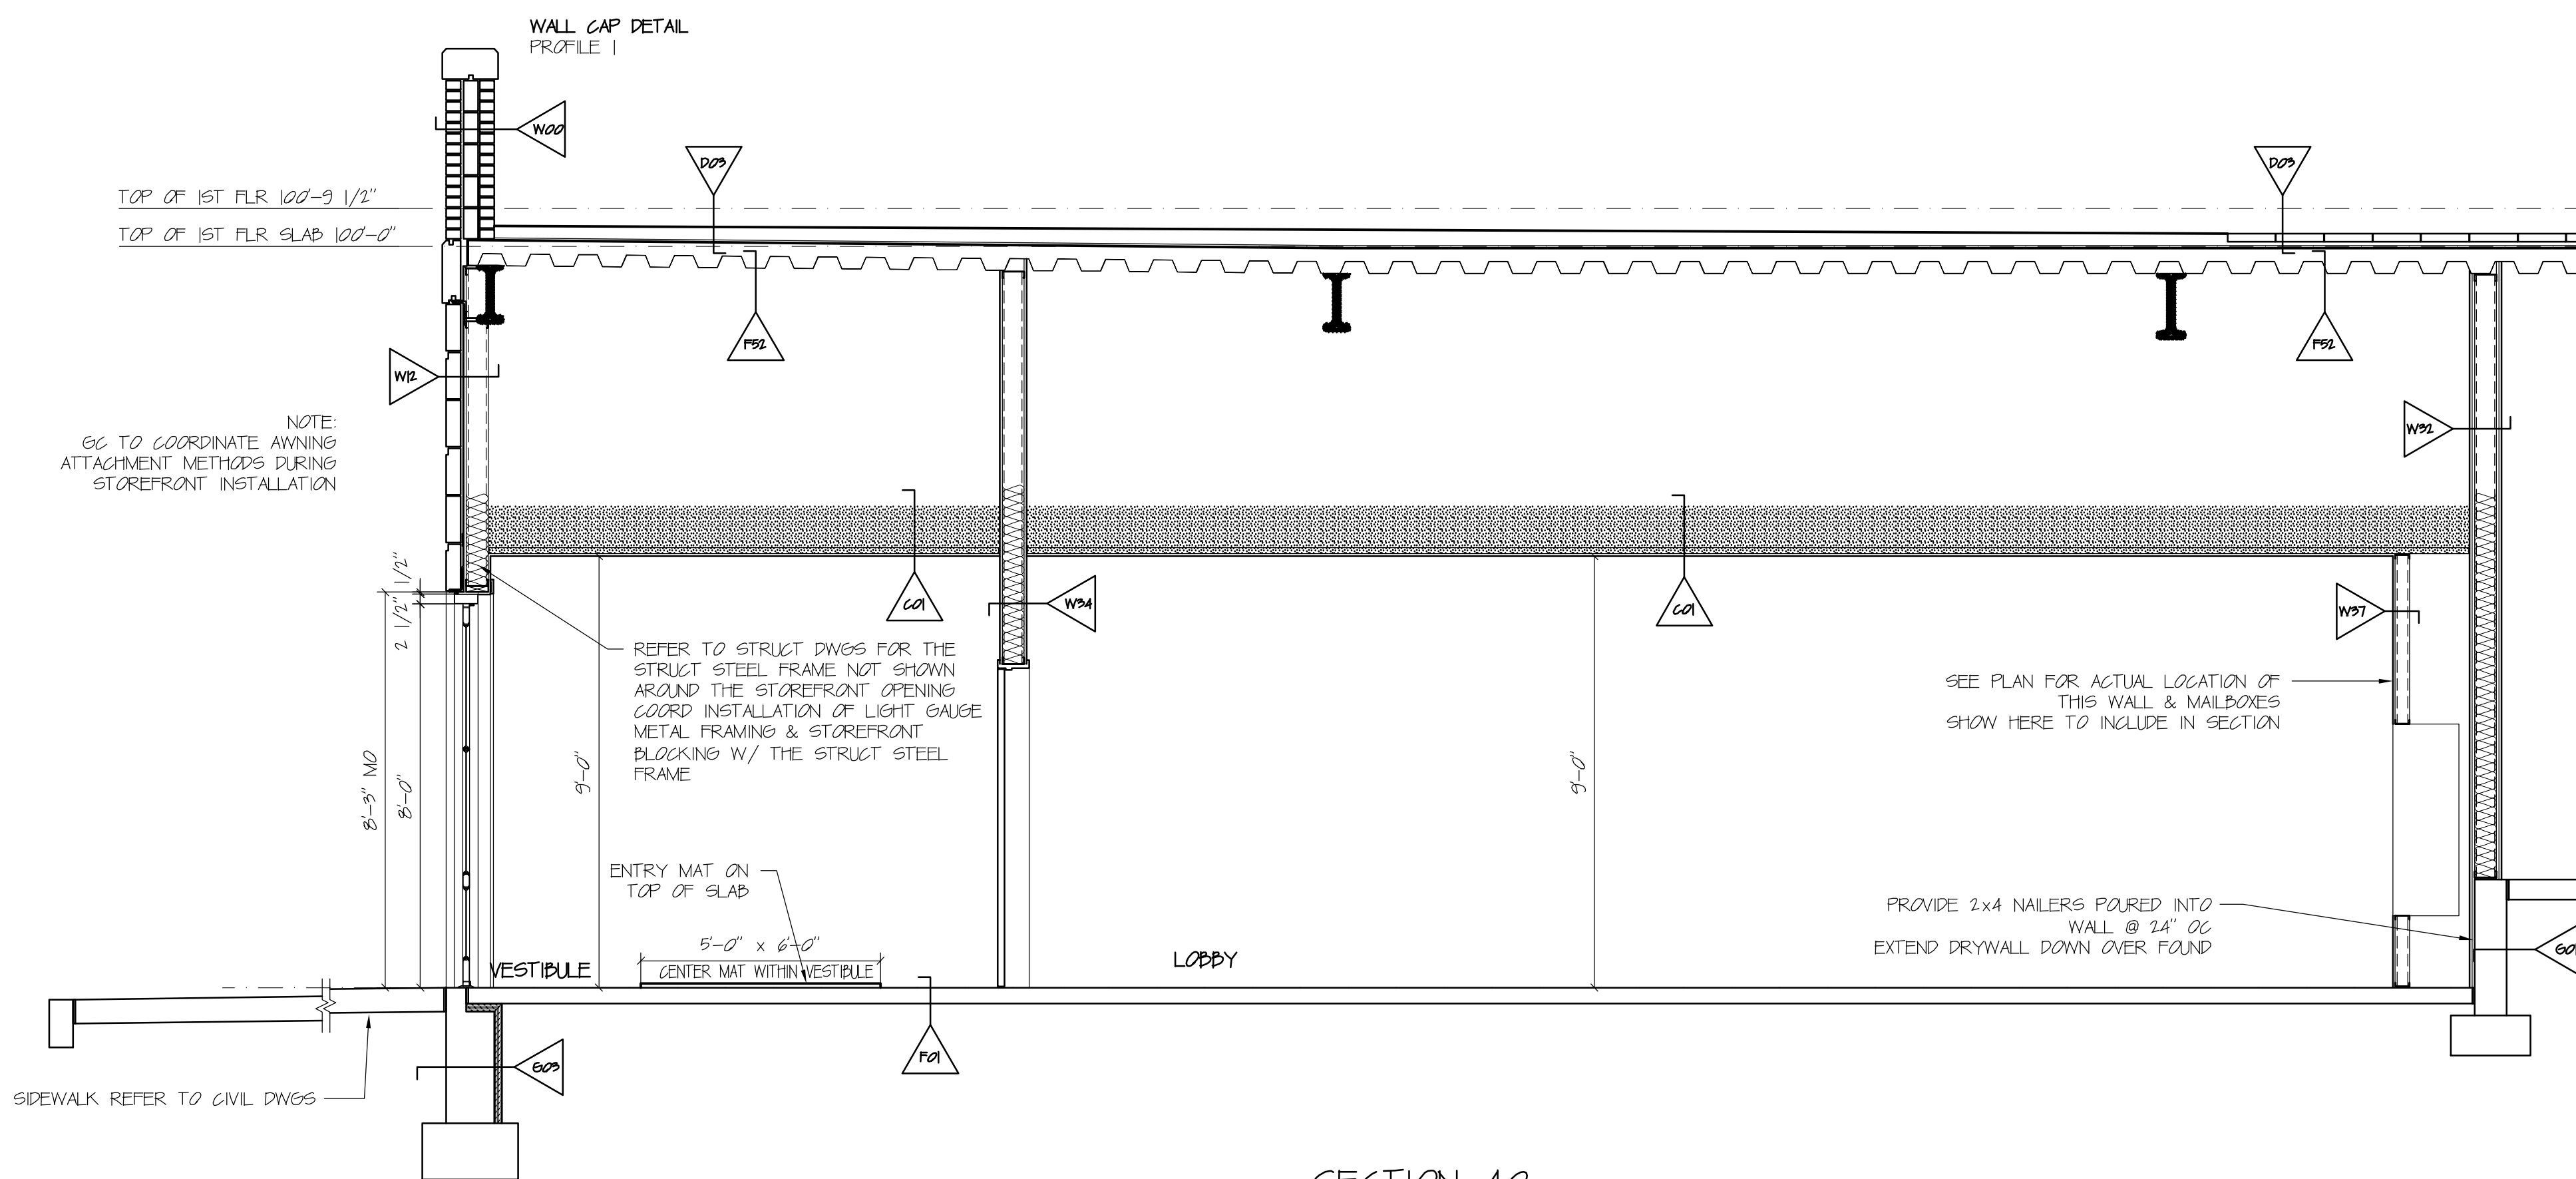 WALL CAP DETAIL
PROFILE 1
W00
D03
D03
TOP OF 1ST FLR 100'-9 1/2"
TOP OF 1ST FLR SLAB 100'-0"
F52
F52
W12
W32
NOTE:
GC TO COORDINATE AWNING
ATTACHMENT METHODS DURING
STOREFRONT INSTALLATION
1/2"
2 1/2"
8'-3" MO
8'-0"
9'-0"
9'-0"
C01
W34
C01
W37
REFER TO STRUCT DWGS FOR THE
STRUCT STEEL FRAME NOT SHOWN
AROUND THE STOREFRONT OPENING
COORD INSTALLATION OF LIGHT GAUGE
METAL FRAMING & STOREFRONT
BLOCKING W/ THE STRUCT STEEL
FRAME
SEE PLAN FOR ACTUAL LOCATION OF
THIS WALL & MAILBOXES
SHOW HERE TO INCLUDE IN SECTION
ENTRY MAT ON
TOP OF SLAB
PROVIDE 2x4 NAILERS POURED INTO
WALL @ 24" OC
EXTEND DRYWALL DOWN OVER FOUND
5'-0" x 6'-0"
CENTER MAT WITHIN VESTIBULE
VESTIBULE
LOBBY
F01
G03
SIDEWALK REFER TO CIVIL DWGS
SECTION